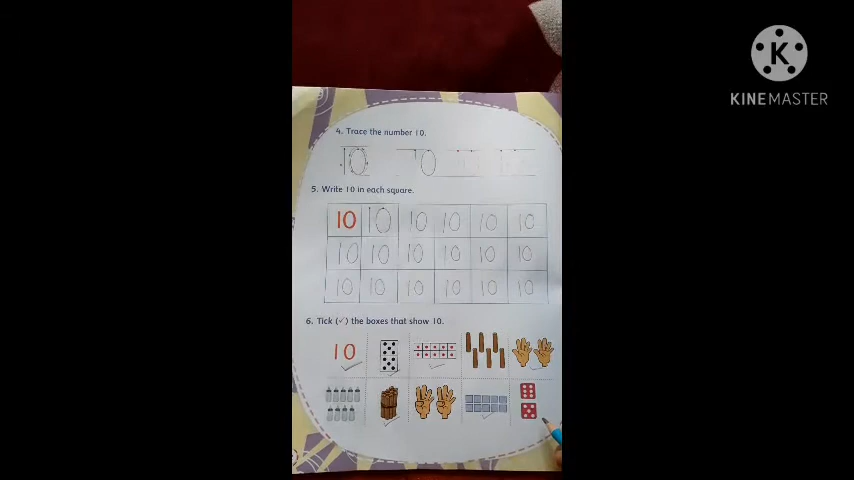 KINEMASTER
4. Trace the number 10.
10 10
5. Write 10 in each square.
10 10 10 10 10 10
10 10 10 10 10 10
10 10 10 10 10 10
6. Tick (✓) the boxes that show 10.
10